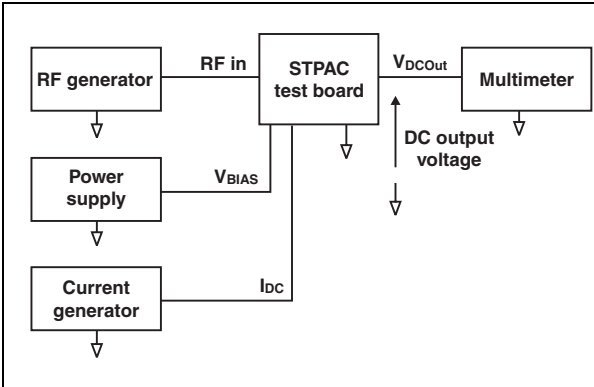 RF generator
RF in
STPAC
test board
VDCOut
Multimeter
DC output
voltage
Power
supply
VBIAS
Current
generator
IDC